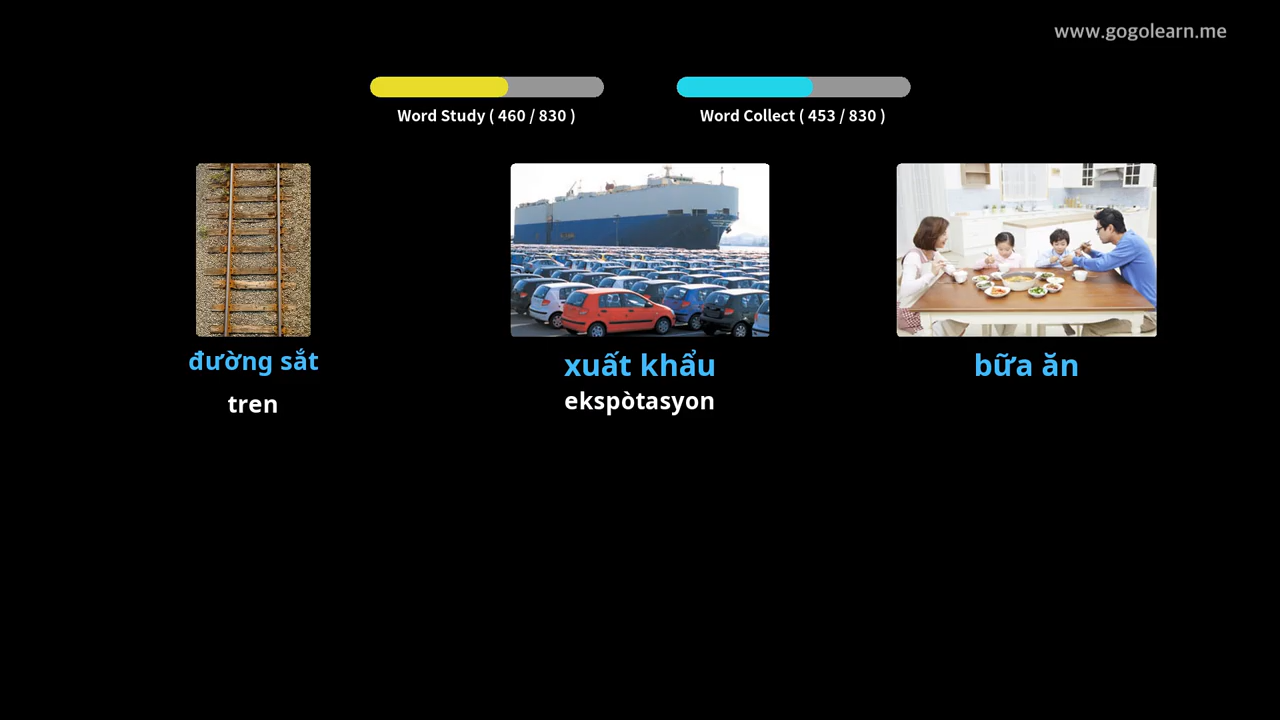 www.gogolearn.me
Word Study ( 460 / 830 )
Word Collect ( 453 / 830 )
đường sắt
tren
xuất khẩu
ekspòtasyon
bữa ăn